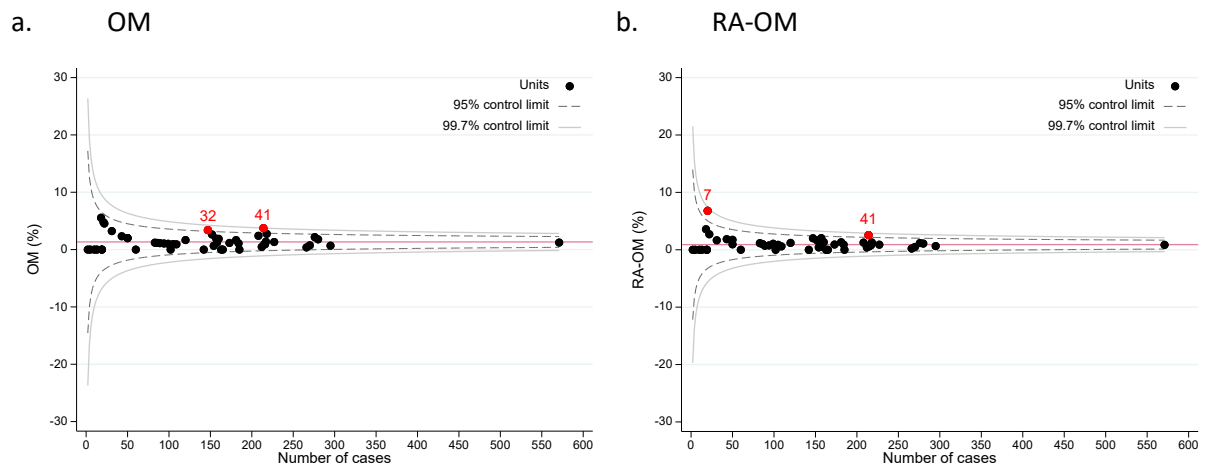 a. OM
30
20
10
0
-10
-20
-30
OM (%)
Units
95% control limit
99.7% control limit
32
41
0 50 100 150 200 250 300 350 400 450 500 550 600
Number of cases
b. RA-OM
30
20
10
0
-10
-20
-30
RA-OM (%)
Units
95% control limit
99.7% control limit
7
41
0 50 100 150 200 250 300 350 400 450 500 550 600
Number of cases